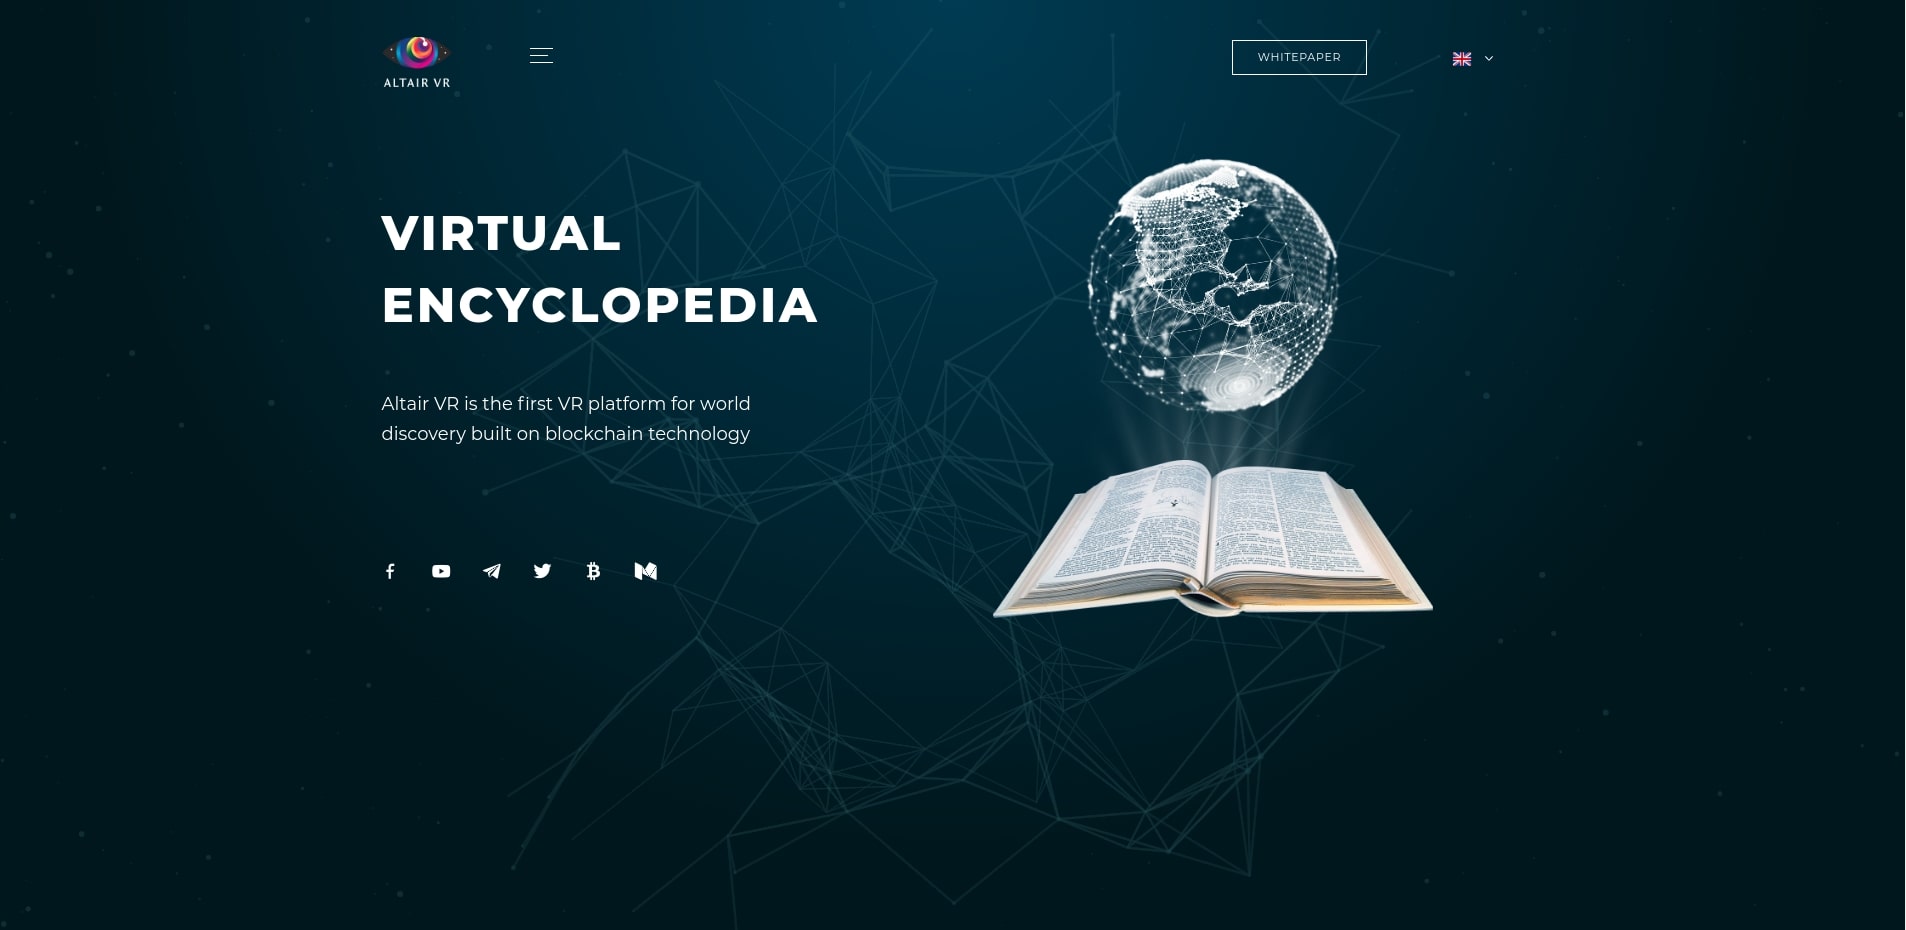 ALTAIR VR
WHITEPAPER
VIRTUAL
ENCYCLOPEDIA
Altair VR is the first VR platform for world
discovery built on blockchain technology